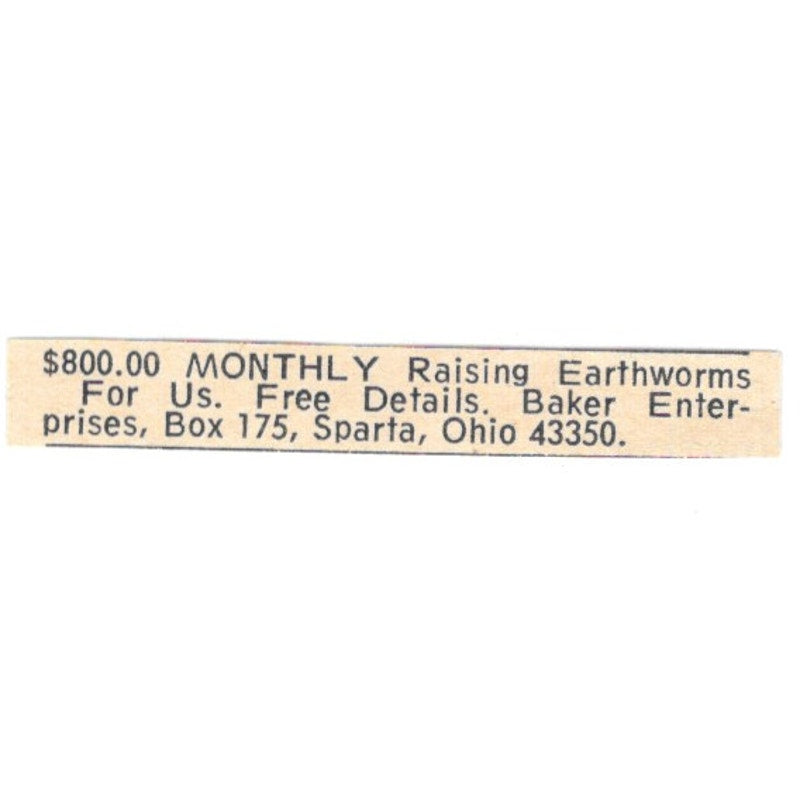 $800.00 MONTHLY Raising Earthworms
For Us. Free Details. Baker Enter-
prises, Box 175, Sparta, Ohio 43350.